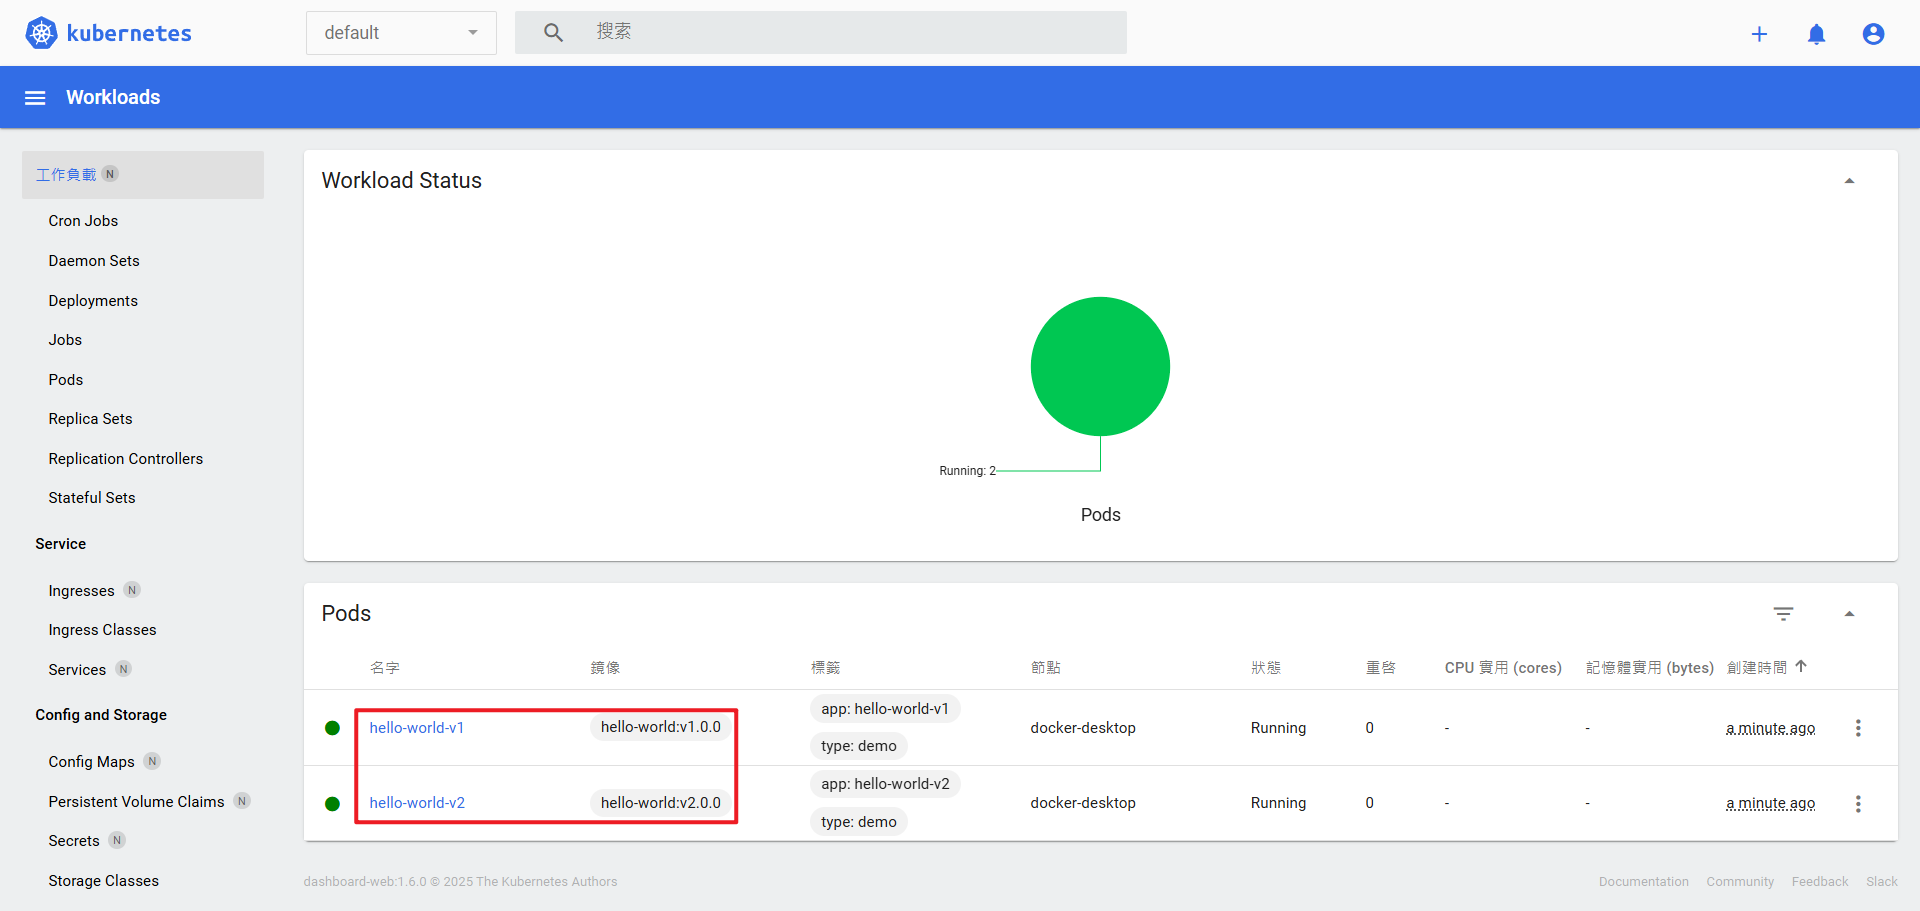 kubernetes
default
搜索
Workloads
工作負載 N
Cron Jobs
Daemon Sets
Deployments
Jobs
Pods
Replica Sets
Replication Controllers
Stateful Sets
Service
Ingresses N
Ingress Classes
Services N
Config and Storage
Config Maps N
Persistent Volume Claims N
Secrets N
Storage Classes
Workload Status
Running: 2
Pods
Pods
名字 鏡像 標籤 節點 狀態 重啓 CPU 實用 (cores) 記憶體實用 (bytes) 創建時間
hello-world-v1 hello-world:v1.0.0 app: hello-world-v1 type: demo docker-desktop Running 0 - - a minute ago
hello-world-v2 hello-world:v2.0.0 app: hello-world-v2 type: demo docker-desktop Running 0 - - a minute ago
dashboard-web:1.6.0 © 2025 The Kubernetes Authors
Documentation Community Feedback Slack